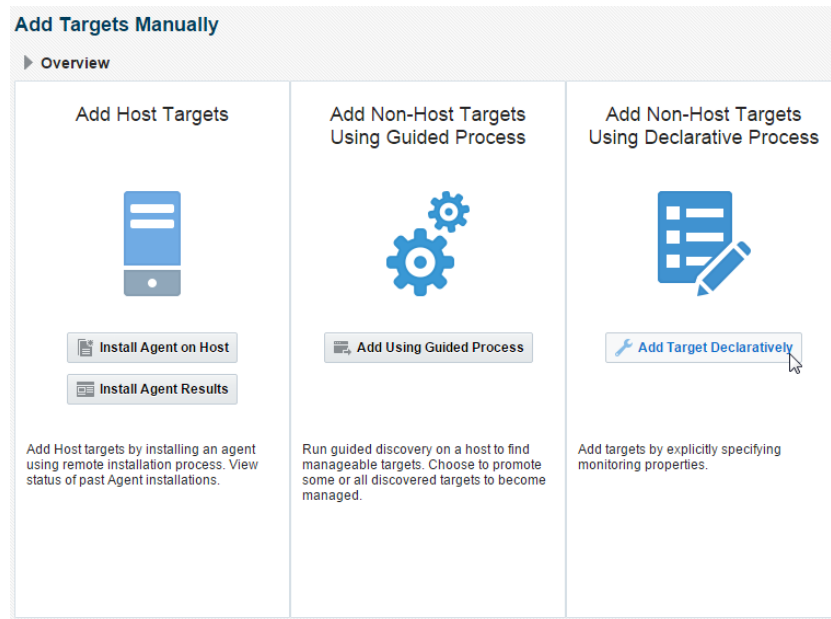 Add Targets Manually
Overview
Add Host Targets
Install Agent on Host
Install Agent Results
Add Host targets by installing an agent
using remote installation process. View
status of past Agent installations.
Add Non-Host Targets
Using Guided Process
Add Using Guided Process
Run guided discovery on a host to find
manageable targets. Choose to promote
some or all discovered targets to become
managed.
Add Non-Host Targets
Using Declarative Process
Add Target Declaratively
Add targets by explicitly specifying
monitoring properties.